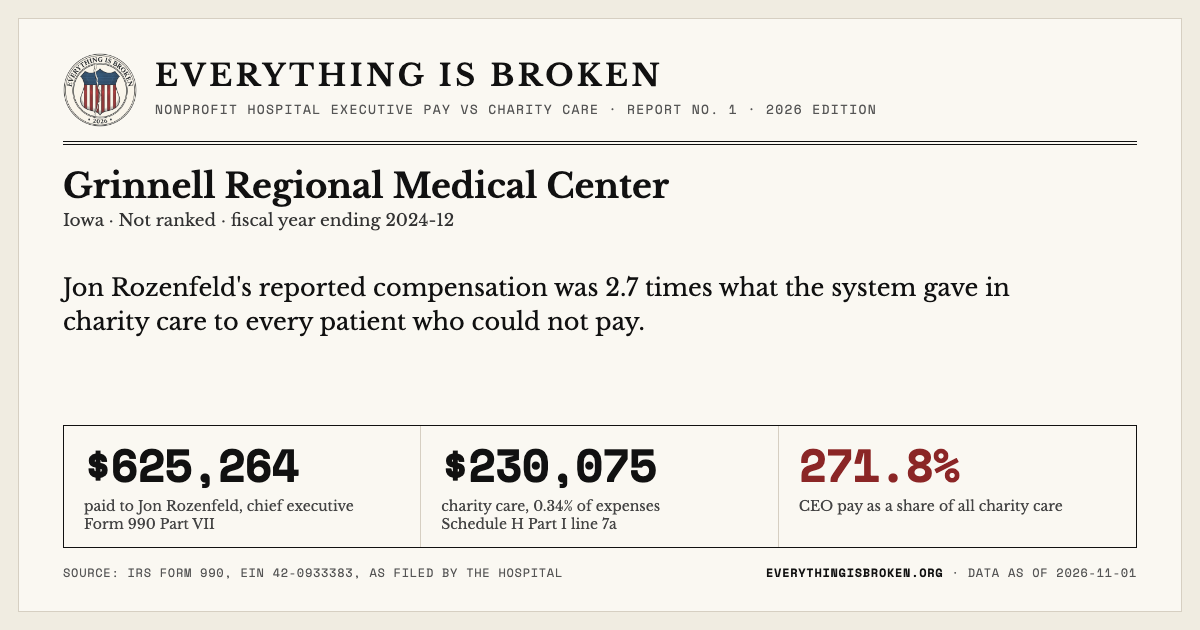 EVERYTHING IS BROKEN
2026
EVERYTHING IS BROKEN
NONPROFIT HOSPITAL EXECUTIVE PAY VS CHARITY CARE · REPORT NO. 1 · 2026 EDITION
Grinnell Regional Medical Center
Iowa · Not ranked · fiscal year ending 2024-12
Jon Rozenfeld's reported compensation was 2.7 times what the system gave in
charity care to every patient who could not pay.
$625,264
paid to Jon Rozenfeld, chief executive
Form 990 Part VII
$230,075
charity care, 0.34% of expenses
Schedule H Part I line 7a
271.8%
CEO pay as a share of all charity care
SOURCE: IRS FORM 990, EIN 42-0933383, AS FILED BY THE HOSPITAL
EVERYTHINGISBROKEN.ORG · DATA AS OF 2026-11-01